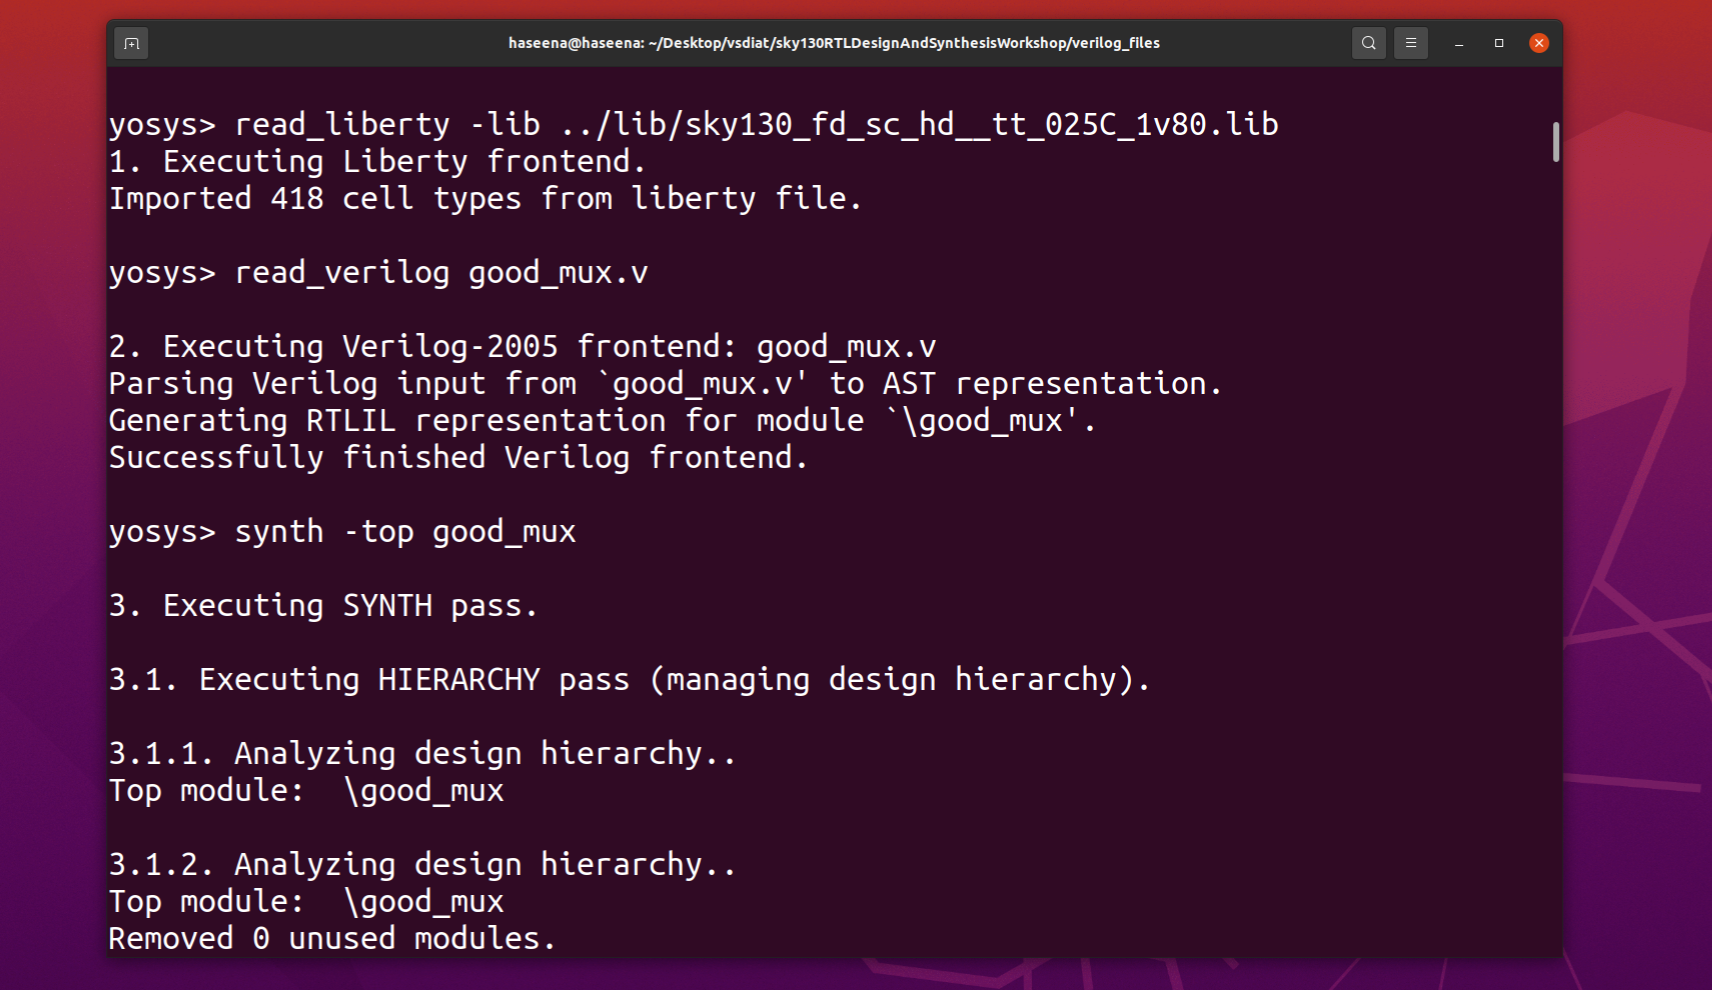 haseena@haseena: ~/Desktop/vsdiat/sky130RTLDesignAndSynthesisWorkshop/verilog_files
yosys> read_liberty -lib ../lib/sky130_fd_sc_hd__tt_025C_1v80.lib
1. Executing Liberty frontend.
Imported 418 cell types from liberty file.
yosys> read_verilog good_mux.v
2. Executing Verilog-2005 frontend: good_mux.v
Parsing Verilog input from `good_mux.v' to AST representation.
Generating RTLIL representation for module `\good_mux'.
Successfully finished Verilog frontend.
yosys> synth -top good_mux
3. Executing SYNTH pass.
3.1. Executing HIERARCHY pass (managing design hierarchy).
3.1.1. Analyzing design hierarchy..
Top module:  \good_mux
3.1.2. Analyzing design hierarchy..
Top module:  \good_mux
Removed 0 unused modules.